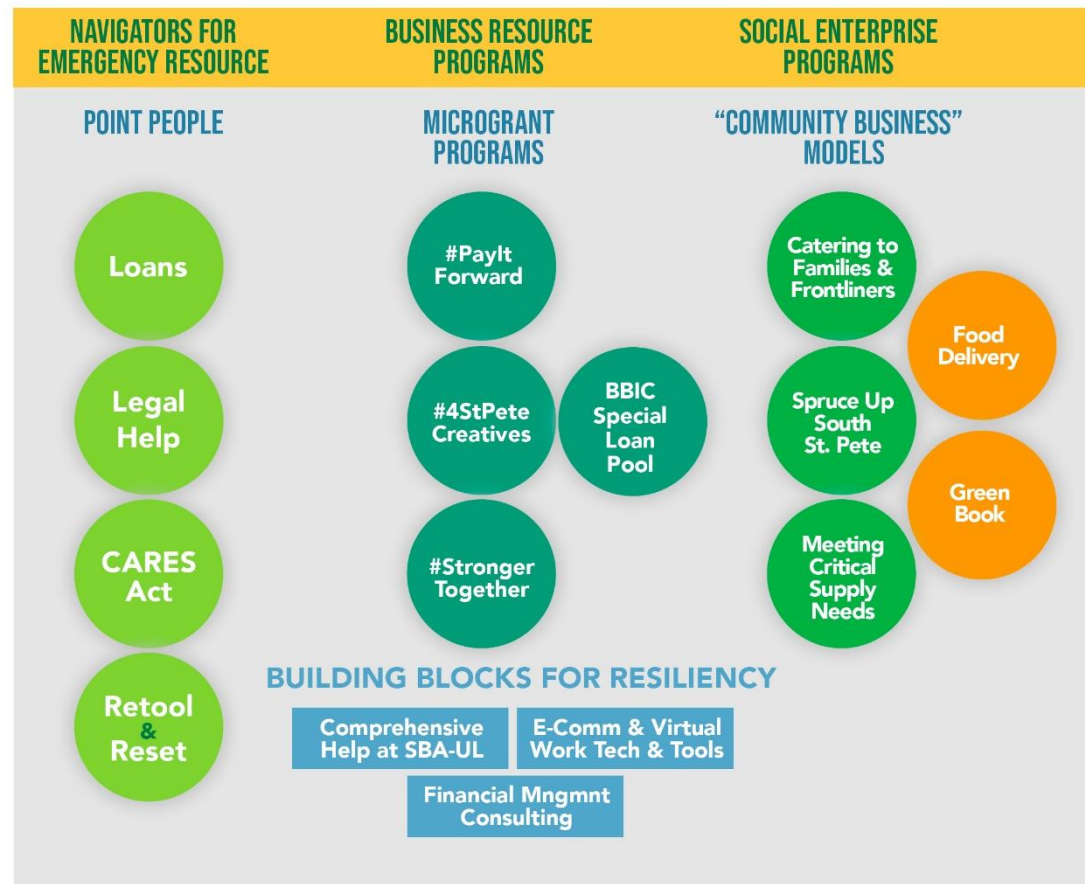 NAVIGATORS FOR
EMERGENCY RESOURCE
BUSINESS RESOURCE
PROGRAMS
SOCIAL ENTERPRISE
PROGRAMS
POINT PEOPLE
MICROGRANT
PROGRAMS
“COMMUNITY BUSINESS”
MODELS
Loans
Legal
Help
CARES
Act
Retool
&
Reset
#PayIt
Forward
#4StPete
Creatives
#Stronger
Together
BBIC
Special
Loan
Pool
Catering to
Families &
Frontliners
Spruce Up
South
St. Pete
Meeting
Critical
Supply
Needs
Food
Delivery
Green
Book
BUILDING BLOCKS FOR RESILIENCY
Comprehensive
Help at SBA-UL
E-Comm & Virtual
Work Tech & Tools
Financial Mngmnt
Consulting